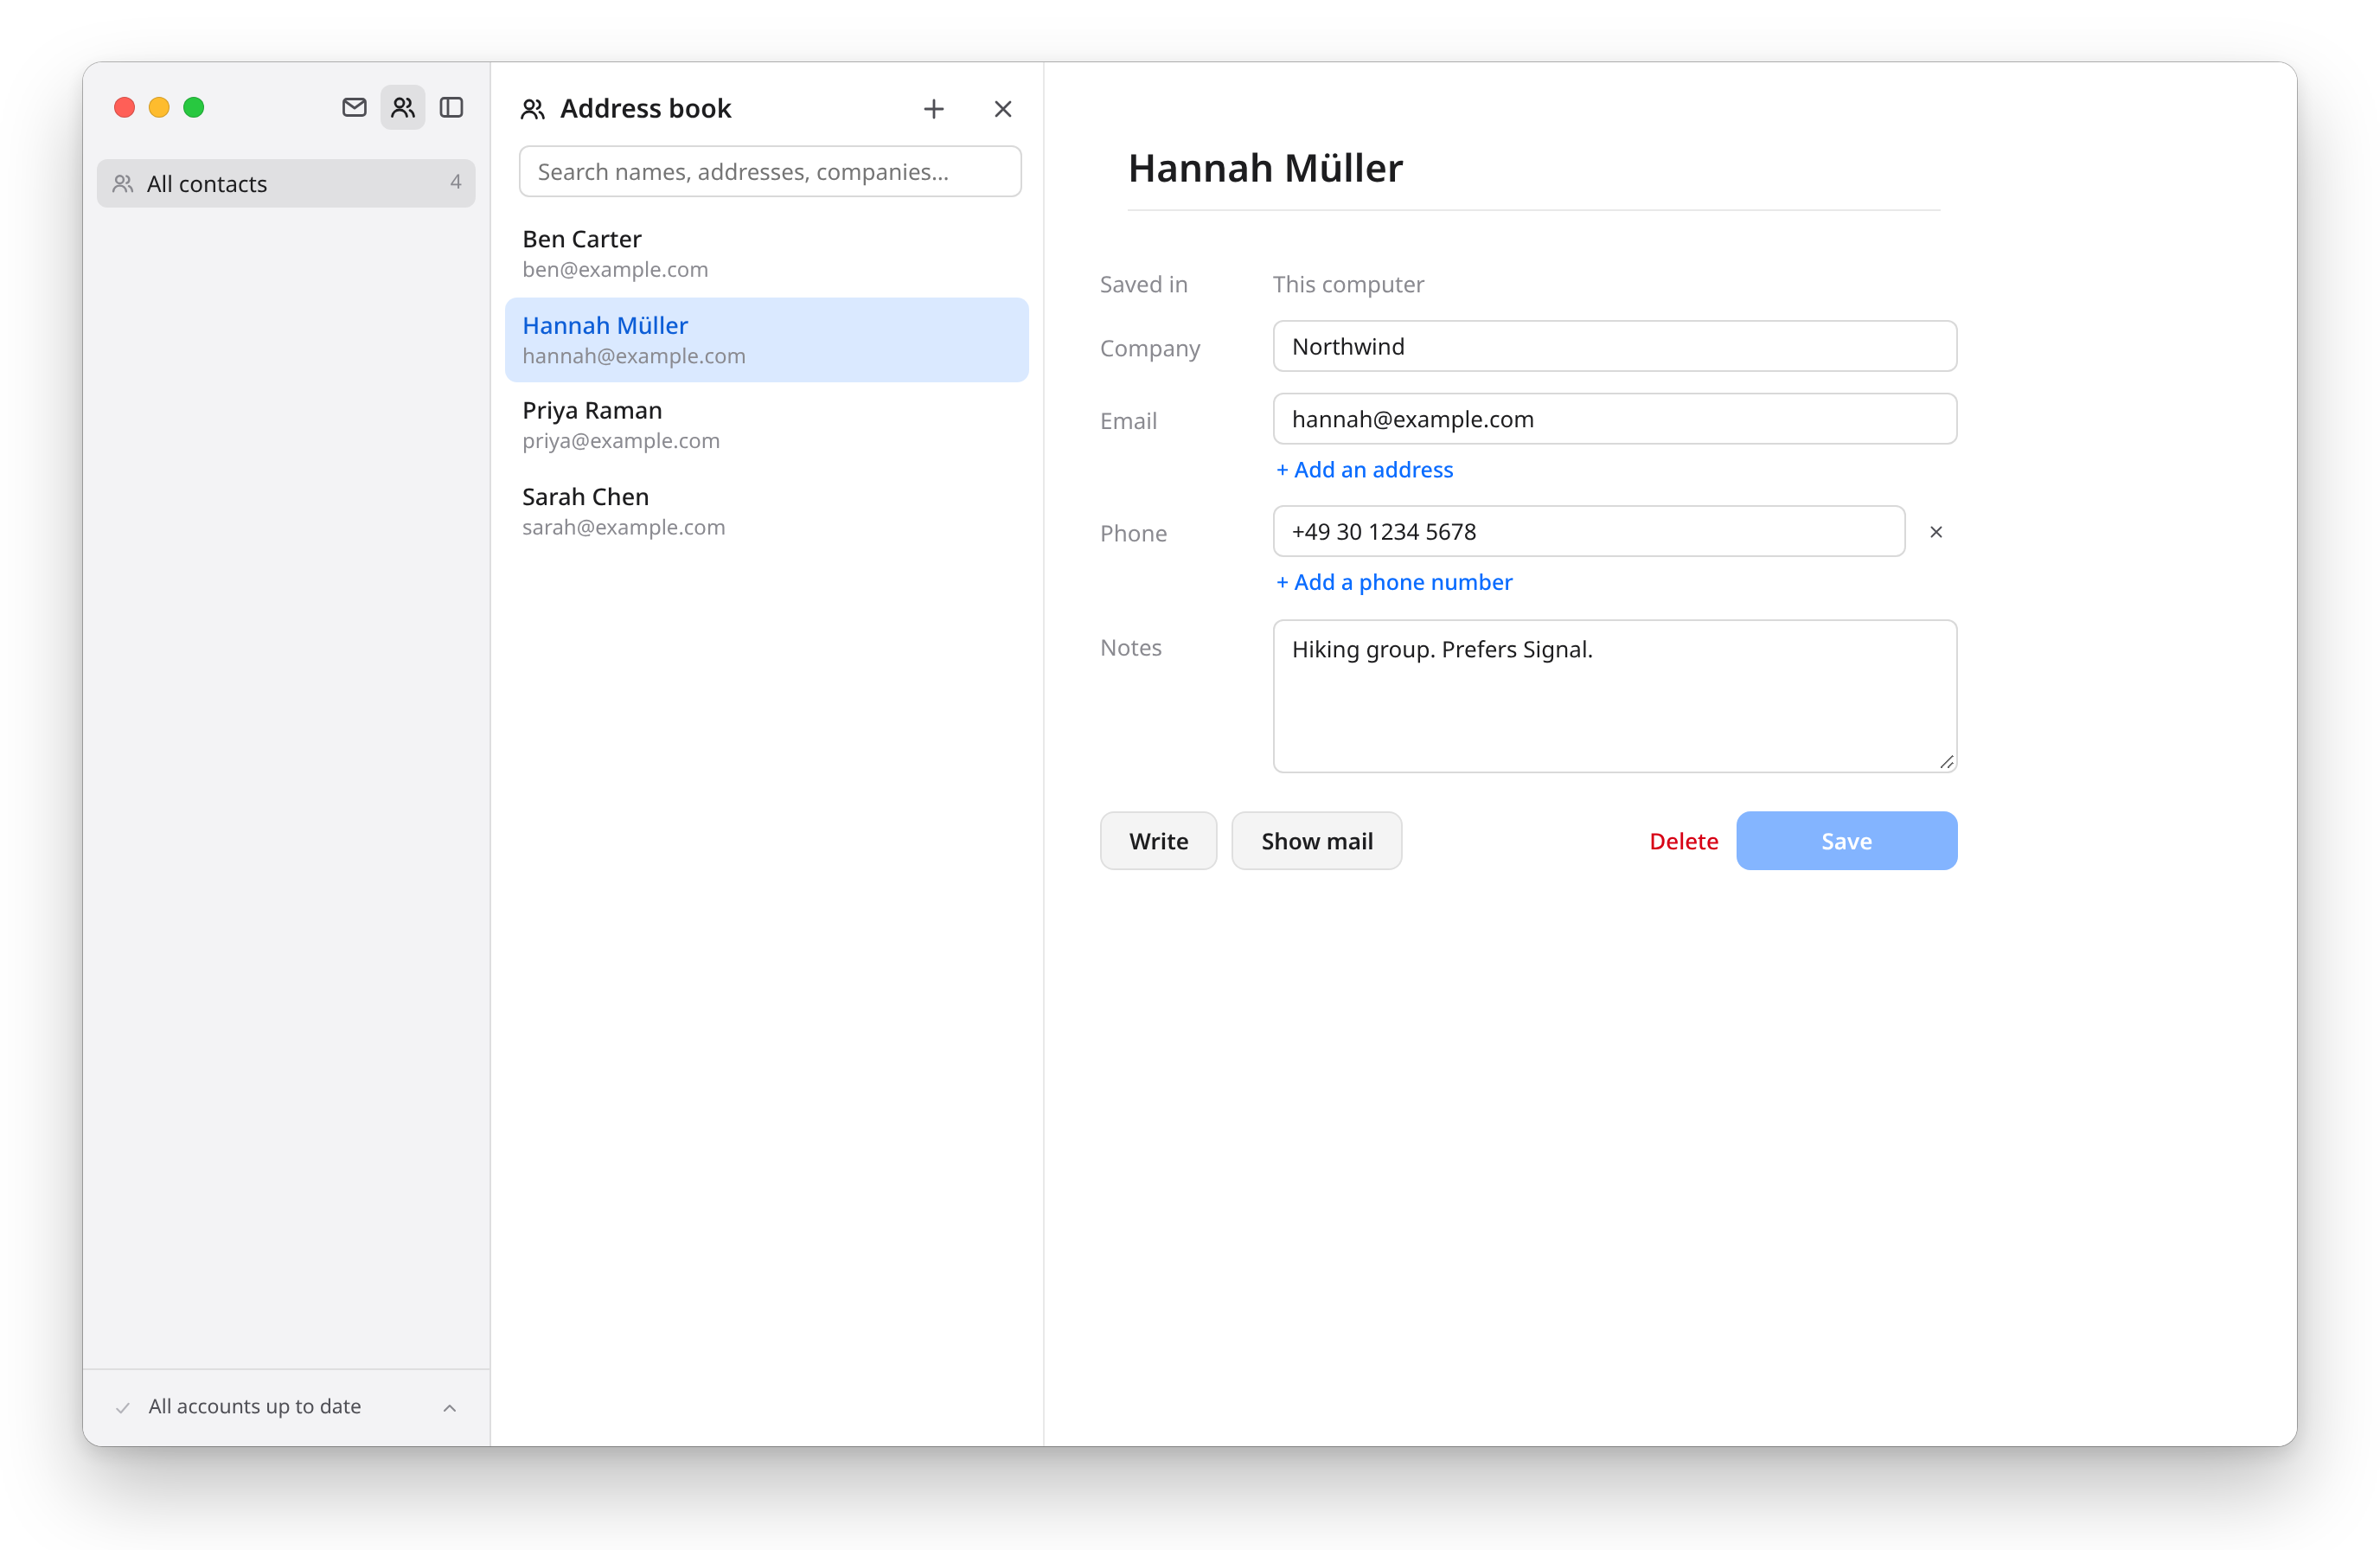 All contacts 4
All accounts up to date
Address book
Search names, addresses, companies...
Ben Carter
ben@example.com
Hannah Müller
hannah@example.com
Priya Raman
priya@example.com
Sarah Chen
sarah@example.com
Hannah Müller
Saved in This computer
Company Northwind
Email hannah@example.com
+ Add an address
Phone +49 30 1234 5678
+ Add a phone number
Notes Hiking group. Prefers Signal.
Write Show mail Delete Save